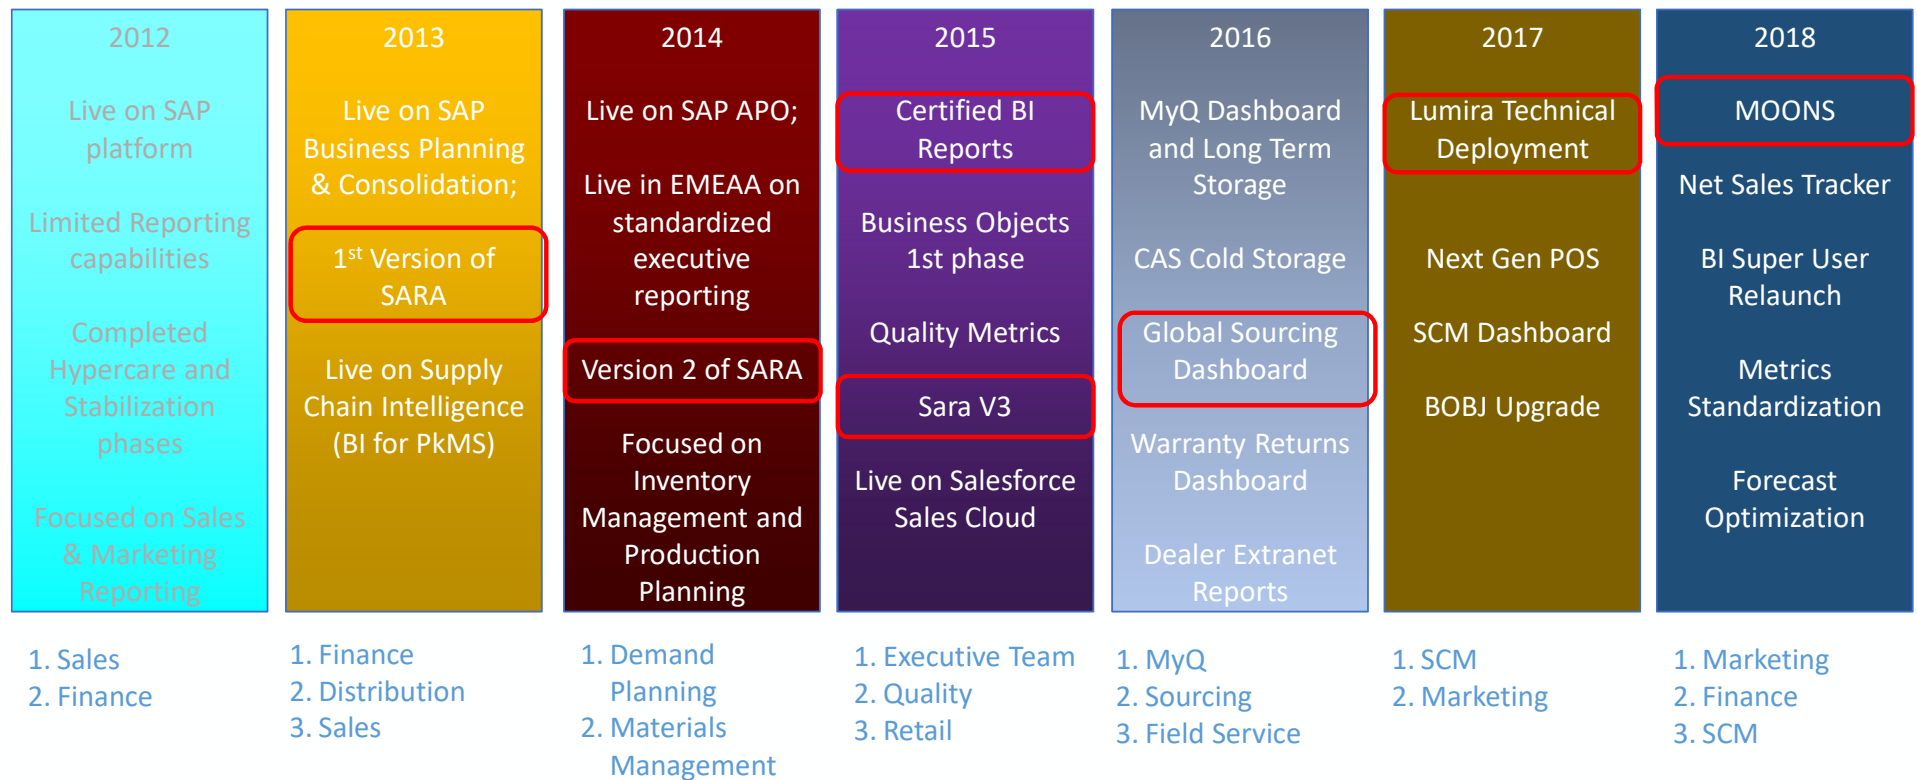 2012
Live on SAP
platform
Limited Reporting
capabilities
Completed
Hypercare and
Stabilization
phases
Focused on Sales
& Marketing
Reporting
1. Sales
2. Finance
2013
Live on SAP
Business Planning
& Consolidation;
1st Version of
SARA
Live on Supply
Chain Intelligence
(BI for PkMS)
1. Finance
2. Distribution
3. Sales
2014
Live on SAP APO;
Live in EMEAA on
standardized
executive
reporting
Version 2 of SARA
Focused on
Inventory
Management and
Production
Planning
1. Demand
Planning
2. Materials
Management
2015
Certified BI
Reports
Business Objects
1st phase
Quality Metrics
Sara V3
Live on Salesforce
Sales Cloud
1. Executive Team
2. Quality
3. Retail
2016
MyQ Dashboard
and Long Term
Storage
CAS Cold Storage
Global Sourcing
Dashboard
Warranty Returns
Dashboard
Dealer Extranet
Reports
1. MyQ
2. Sourcing
3. Field Service
2017
Lumira Technical
Deployment
Next Gen POS
SCM Dashboard
BOBJ Upgrade
1. SCM
2. Marketing
2018
MOONS
Net Sales Tracker
BI Super User
Relaunch
Metrics
Standardization
Forecast
Optimization
1. Marketing
2. Finance
3. SCM